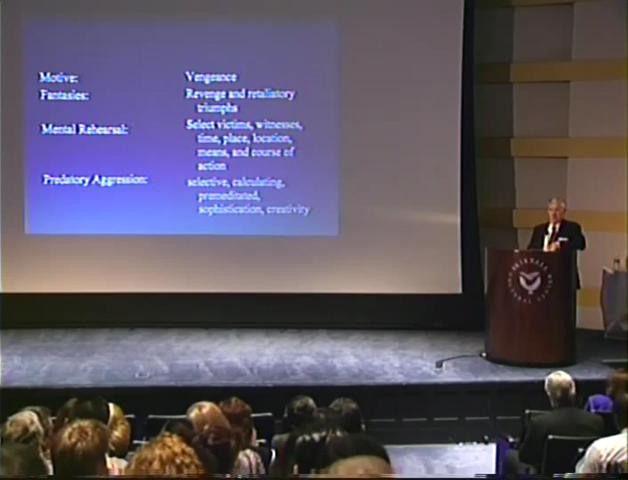 Motive: Vengeance
Fantasies: Revenge and retaliatory
triumphs
Mental Rehearsal: Select victims, witnesses,
time, place, location,
means, and course of
action
Predatory Aggression: selective, calculating,
premeditated,
sophistication, creativity